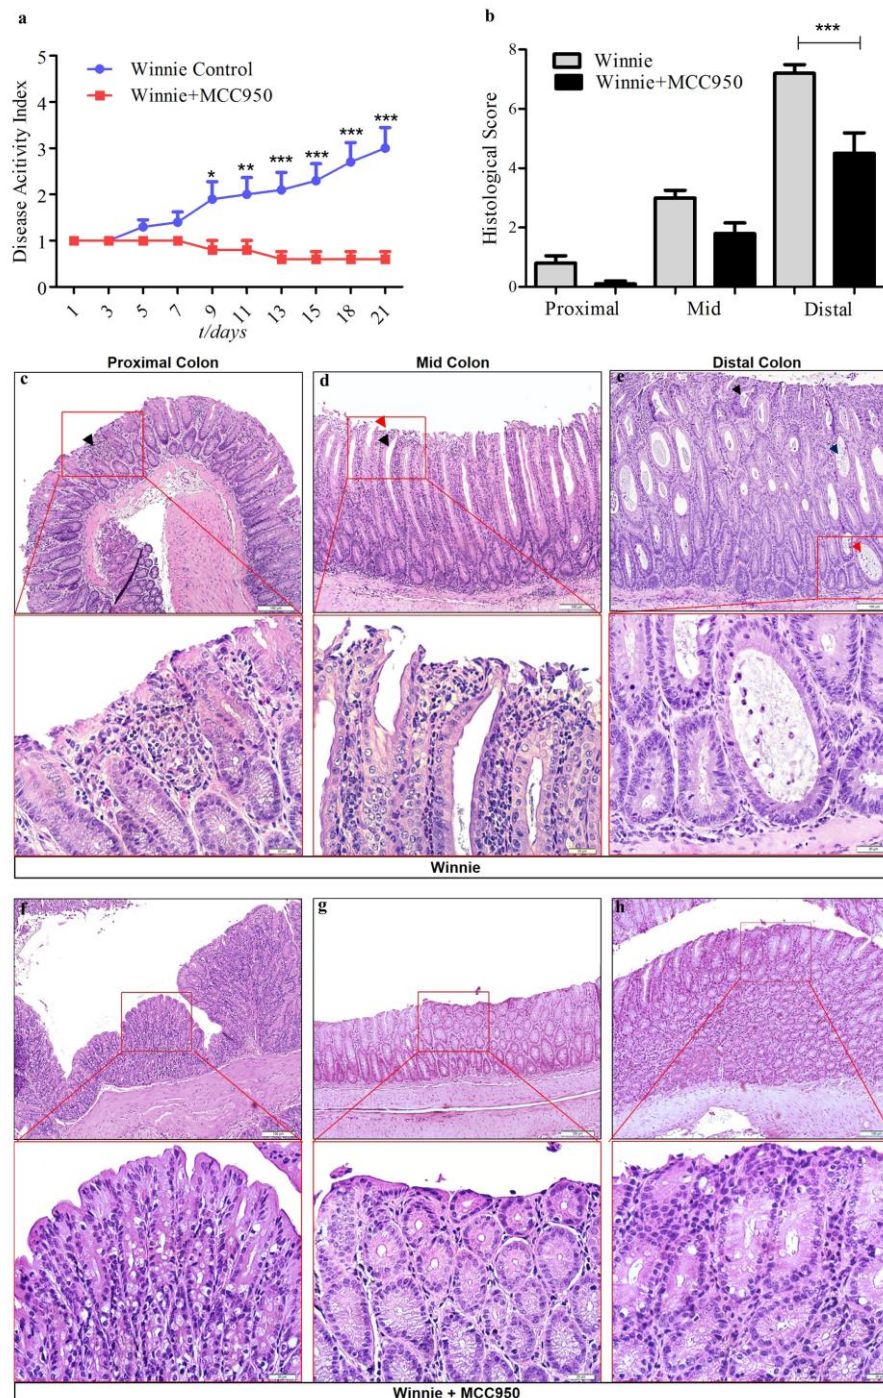 a
5
4
3
2
1
0
Disease Acitivity Index
Winnie Control
Winnie+MCC950
*
**
***
***
***
***
1
3
5
7
9
11
13
15
18
21
t/days
b
8
6
4
2
0
Histological Score
Winnie
Winnie+MCC950
***
Proximal
Mid
Distal
Proximal Colon
Mid Colon
Distal Colon
c
d
e
Winnie
f
g
h
Winnie + MCC950